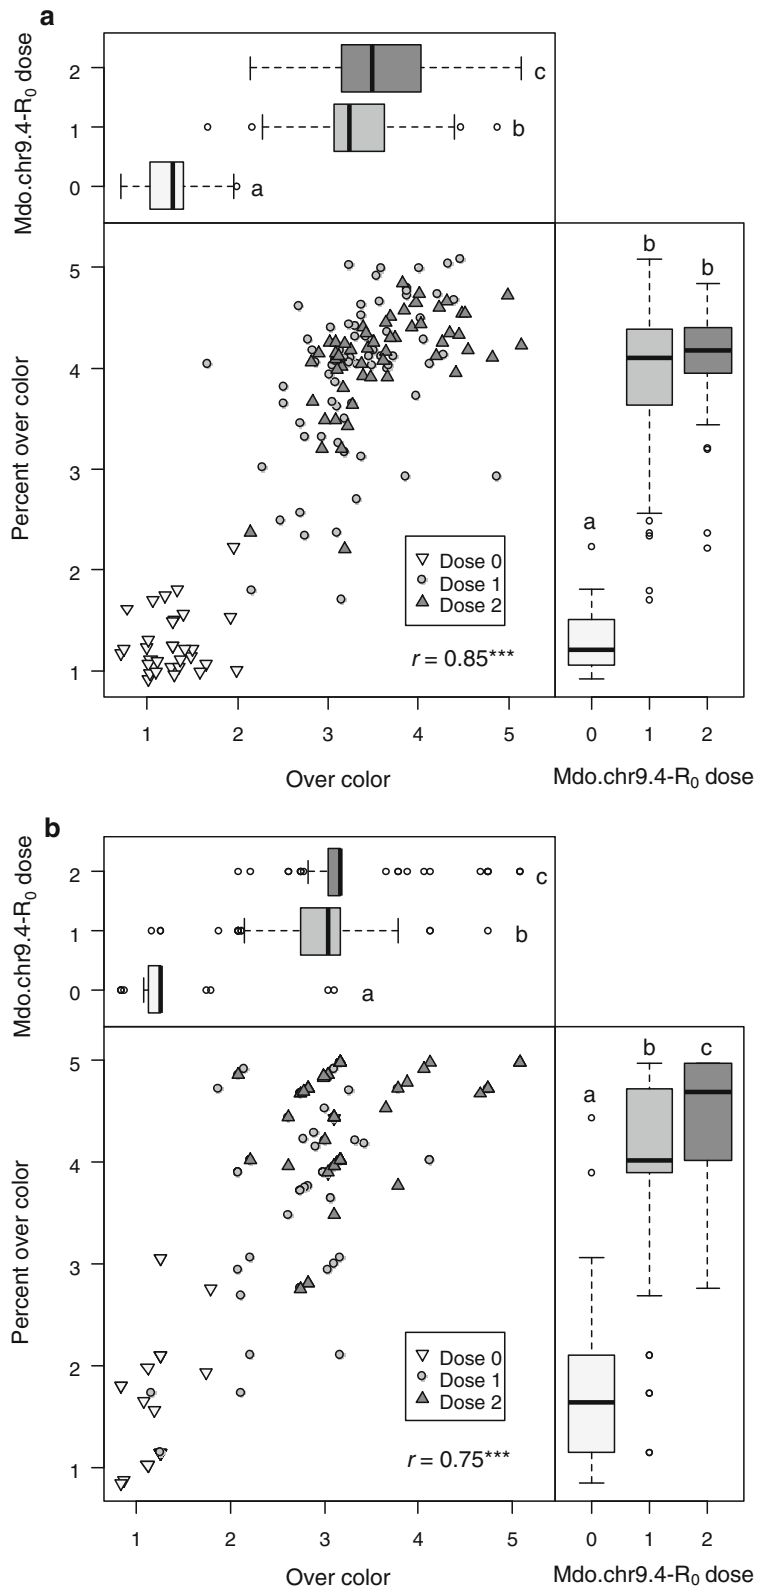 a
Mdo.chr9.4-R0 dose
2
c
1
b
0
a
Percent over color
5
4
3
2
1
Dose 0
Dose 1
Dose 2
r = 0.85***
1 2 3 4 5
Over color
a
b
b
0 1 2
Mdo.chr9.4-R0 dose
b
Mdo.chr9.4-R0 dose
2
c
1
b
0
a
Percent over color
5
4
3
2
1
Dose 0
Dose 1
Dose 2
r = 0.75***
1 2 3 4 5
Over color
a
b
c
0 1 2
Mdo.chr9.4-R0 dose